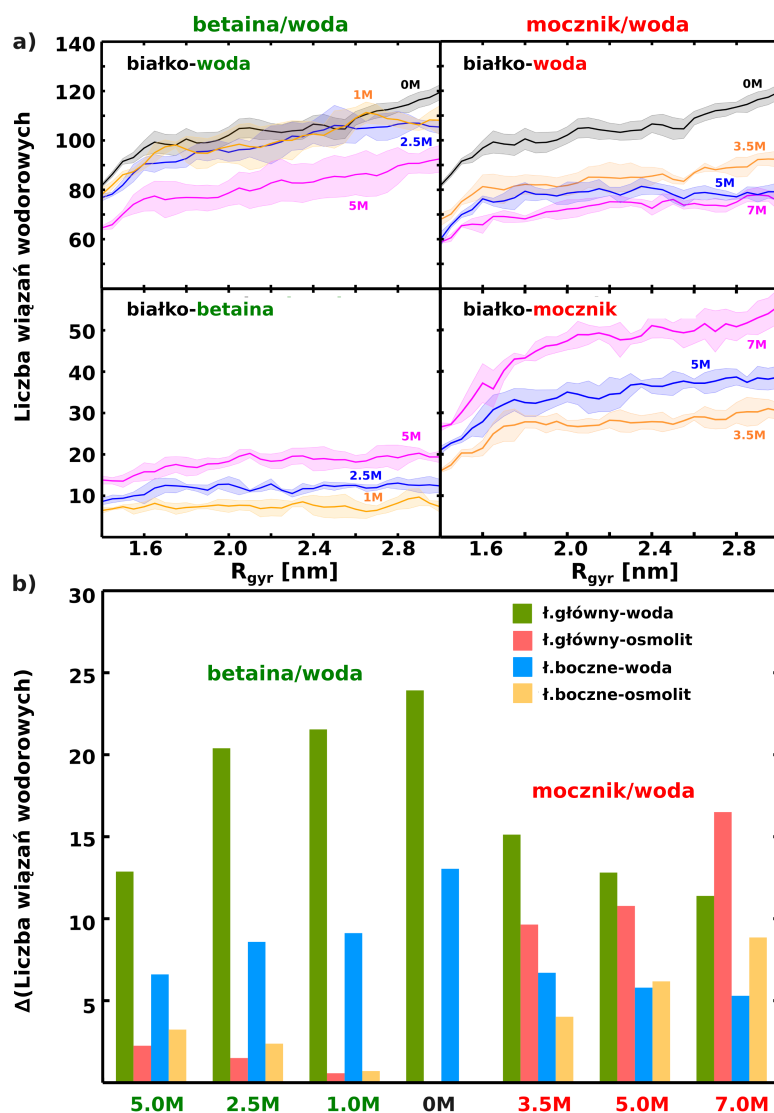 betaina/woda
mocznik/woda
a)
białko-woda
białko-woda
140
120
100
80
60
0M
1M
2.5M
5M
0M
3.5M
5M
7M
Liczba wiązań wodorowych
białko-betaina
białko-mocznik
50
40
30
20
10
5M
2.5M
1M
7M
5M
3.5M
1.6 2.0 2.4 2.8
1.6 2.0 2.4 2.8
Rgyr [nm]
Rgyr [nm]
b)
30
25
20
15
10
5
Δ(Liczba wiązań wodorowych)
ł.główny-woda
ł.główny-osmolit
ł.boczne-woda
ł.boczne-osmolit
betaina/woda
mocznik/woda
5.0M 2.5M 1.0M 0M 3.5M 5.0M 7.0M